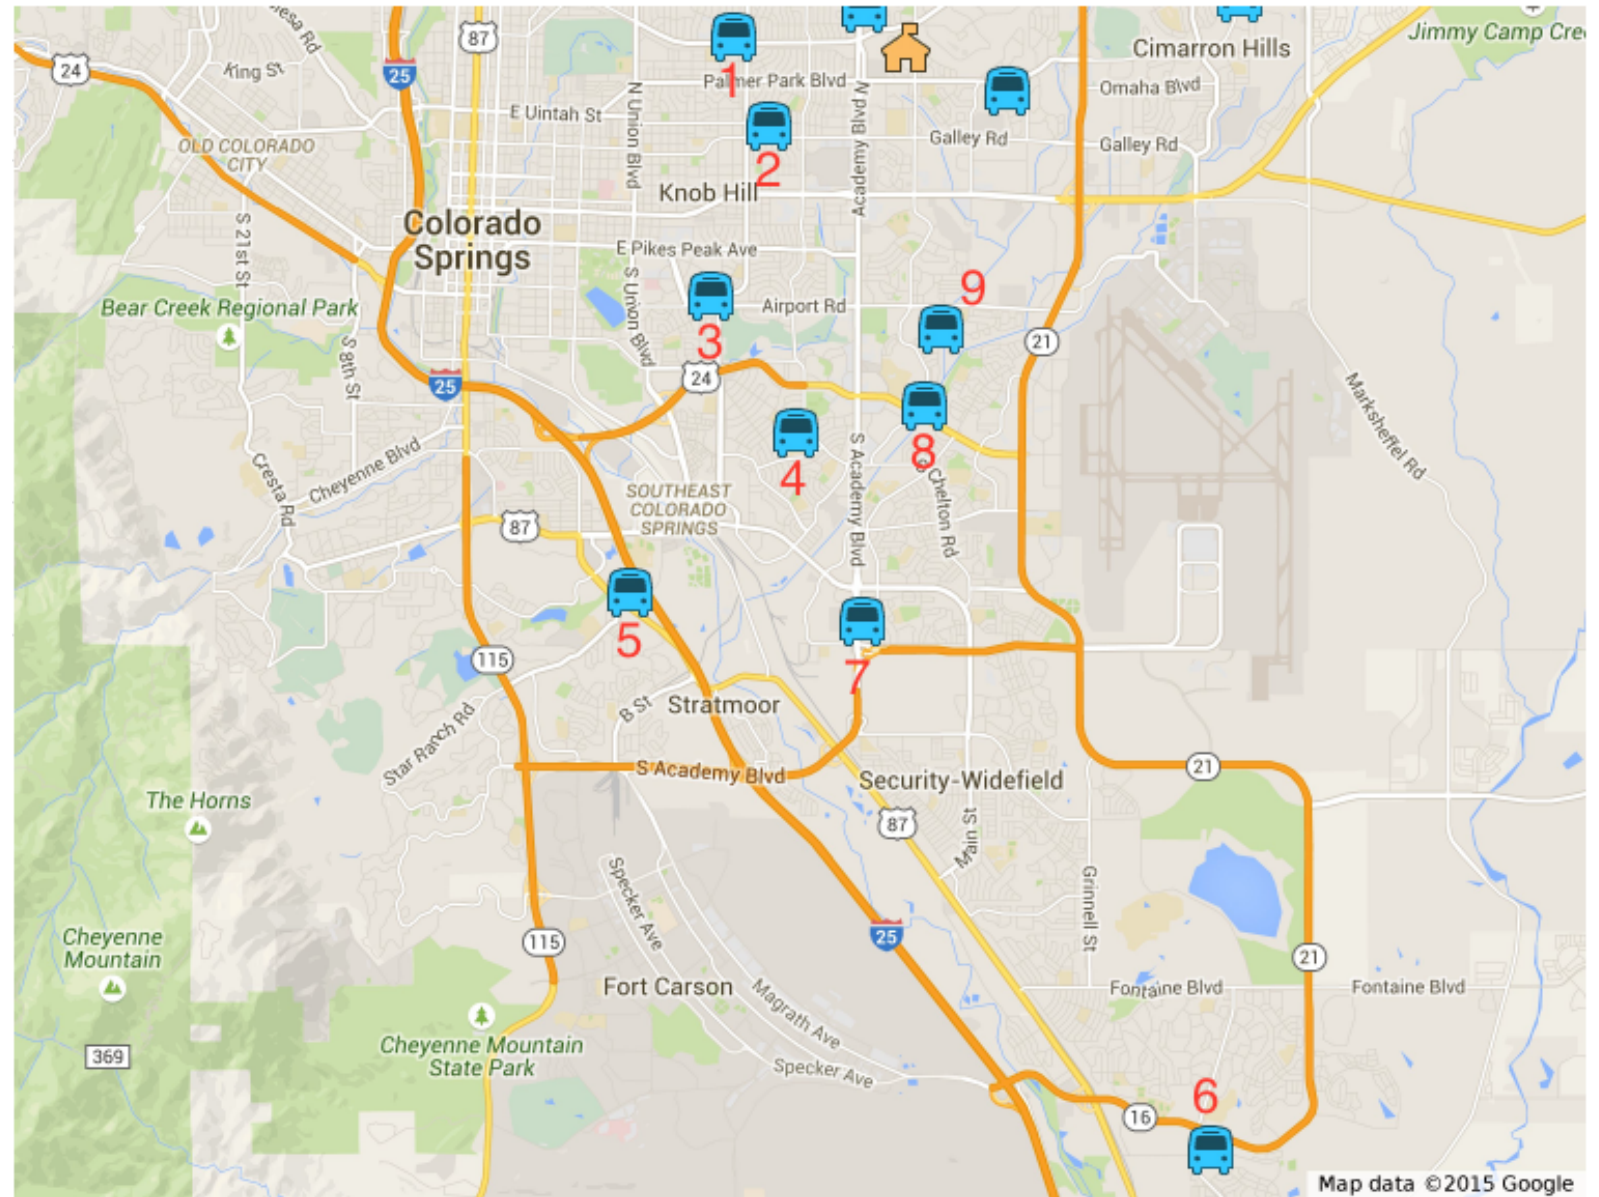 esa Rd
87
1
Cimarron Hills
Jimmy Camp Cree
24
King St
25
Palmer Park Blvd
Omaha Blvd
E Uintah St
N Union Blvd
Academy Blvd N
Galley Rd
Galley Rd
OLD COLORADO
CITY
2
Knob Hill
S 21st St
Colorado
Springs
E Pikes Peak Ave
9
Bear Creek Regional Park
S Union Blvd
Airport Rd
3
21
S 8th St
24
25
Marksheffel Rd
Cheyenne Blvd
4
8
S Academy Blvd
S Chelton Rd
Cresta Rd
SOUTHEAST
COLORADO
SPRINGS
87
5
115
7
B St
Stratmoor
Star Ranch Rd
S Academy Blvd
Security-Widefield
21
The Horns
87
Main St
Specker Ave
Grinnell St
Cheyenne
Mountain
115
25
21
Fort Carson
Magrath Ave
Fontaine Blvd
Fontaine Blvd
369
Cheyenne Mountain
State Park
Specker Ave
6
16
Map data ©2015 Google